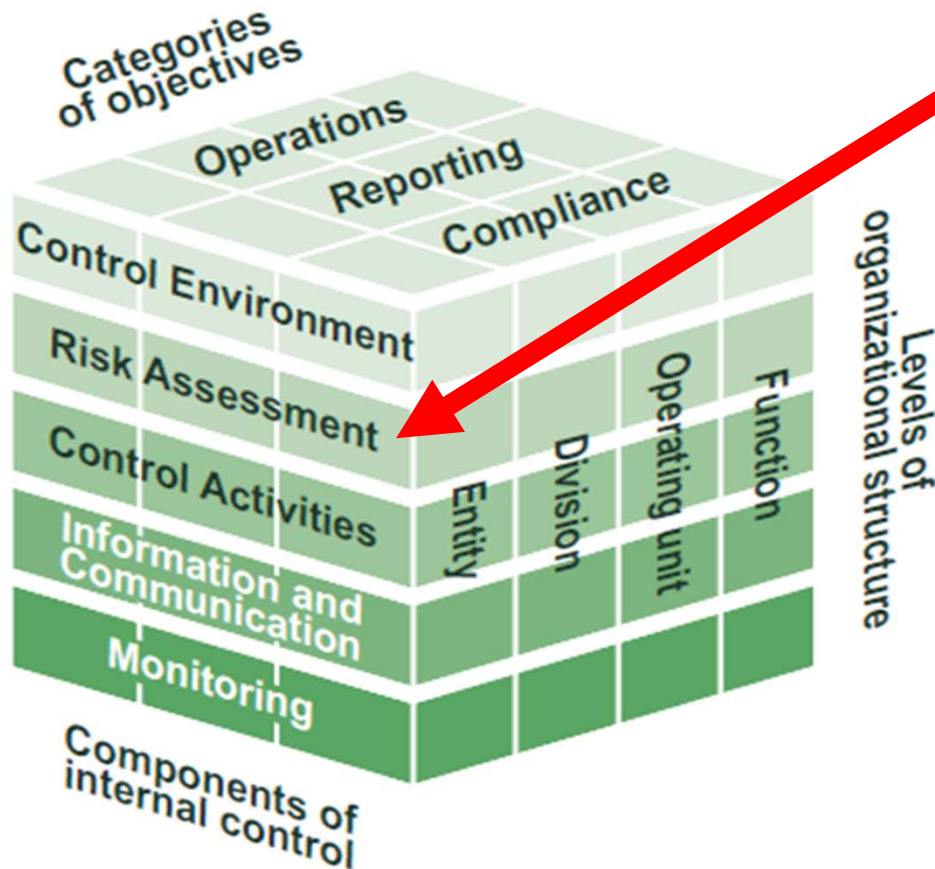 Categories
of objectives
Operations
Reporting
Compliance
Control Environment
Risk Assessment
Control Activities
Information and
Communication
Monitoring
Components of
internal control
Entity
Division
Operating unit
Function
Levels of
organizational structure